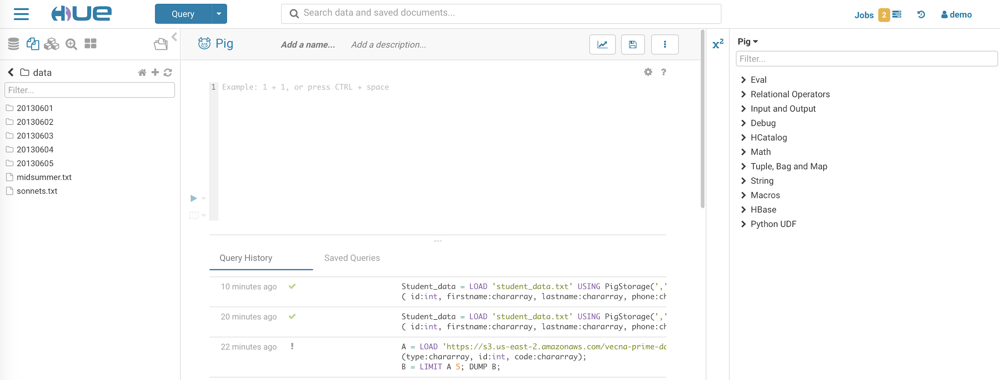 HUE
Query
Search data and saved documents...
Jobs 2
demo
Pig
Add a name...
Add a description...
x²
Pig
Filter...
data
Filter...
20130601
20130602
20130603
20130604
20130605
midsummer.txt
sonnets.txt
?
1 Example: 1 + 1, or press CTRL + space
Eval
Relational Operators
Input and Output
Debug
HCatalog
Math
Tuple, Bag and Map
String
Macros
HBase
Python UDF
Query History
Saved Queries
10 minutes ago
Student_data = LOAD 'student_data.txt' USING PigStorage(','
( id:int, firstname:chararray, lastname:chararray, phone:ch
20 minutes ago
Student_data = LOAD 'student_data.txt' USING PigStorage(','
( id:int, firstname:chararray, lastname:chararray, phone:ch
22 minutes ago !
A = LOAD 'https://s3.us-east-2.amazonaws.com/vecna-prime-da
(type:chararray, id:int, code:chararray);
B = LIMIT A 5; DUMP B;